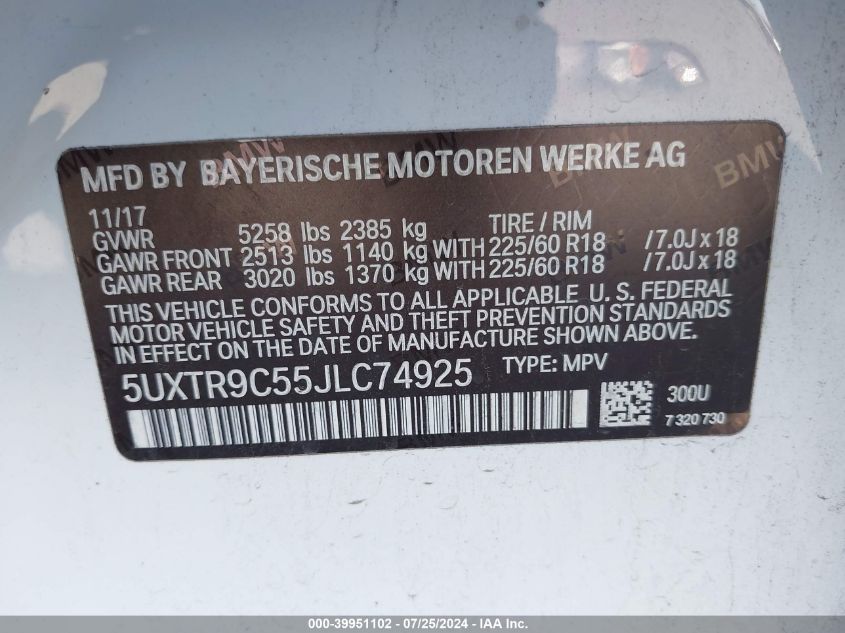 MFD BY BAYERISCHE MOTOREN WERKE AG
11/17
GVWR 5258 lbs 2385 kg TIRE / RIM
GAWR FRONT 2513 lbs 1140 kg WITH 225/60 R18 /7.0J x 18
GAWR REAR 3020 lbs 1370 kg WITH 225/60 R18 /7.0J x 18
THIS VEHICLE CONFORMS TO ALL APPLICABLE U. S. FEDERAL
MOTOR VEHICLE SAFETY AND THEFT PREVENTION STANDARDS
IN EFFECT ON THE DATE OF MANUFACTURE SHOWN ABOVE.
5UXTR9C55JLC74925 TYPE: MPV
300U
7 320 730
BMW
000-39951102 - 07/25/2024 - IAA Inc.